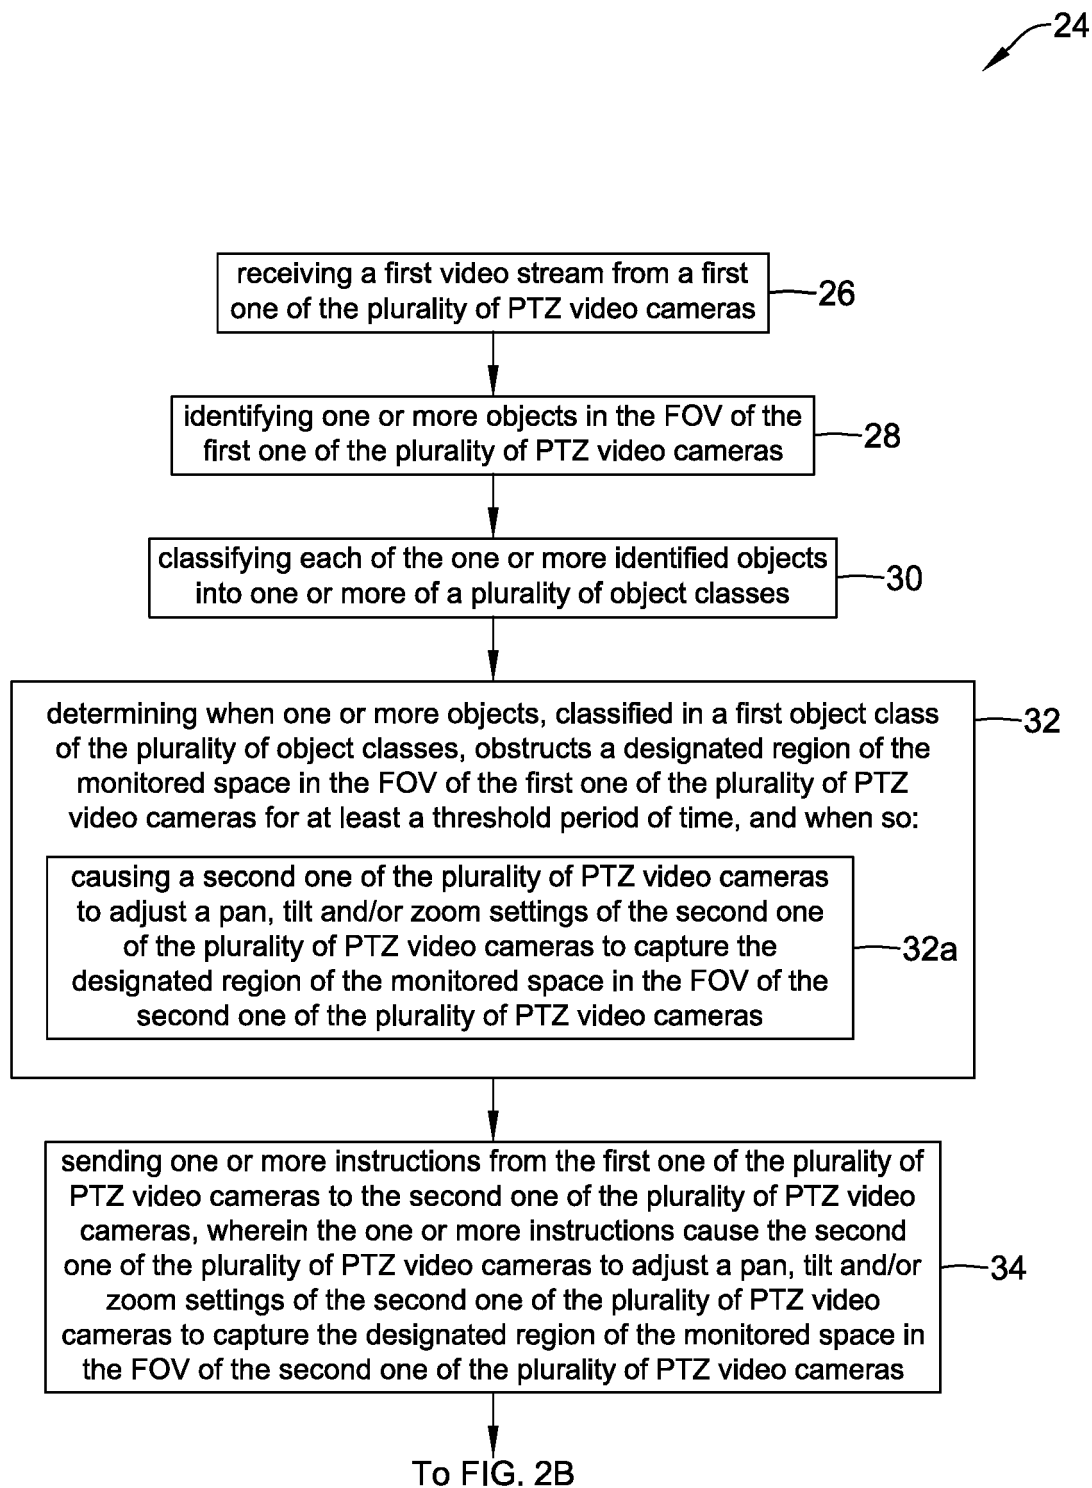 24
receiving a first video stream from a first
one of the plurality of PTZ video cameras
26
identifying one or more objects in the FOV of the
first one of the plurality of PTZ video cameras
28
classifying each of the one or more identified objects
into one or more of a plurality of object classes
30
determining when one or more objects, classified in a first object class
of the plurality of object classes, obstructs a designated region of the
monitored space in the FOV of the first one of the plurality of PTZ
video cameras for at least a threshold period of time, and when so:
32
causing a second one of the plurality of PTZ video cameras
to adjust a pan, tilt and/or zoom settings of the second one
of the plurality of PTZ video cameras to capture the
designated region of the monitored space in the FOV of the
second one of the plurality of PTZ video cameras
32a
sending one or more instructions from the first one of the plurality of
PTZ video cameras to the second one of the plurality of PTZ video
cameras, wherein the one or more instructions cause the second
one of the plurality of PTZ video cameras to adjust a pan, tilt and/or
zoom settings of the second one of the plurality of PTZ video
cameras to capture the designated region of the monitored space in
the FOV of the second one of the plurality of PTZ video cameras
34
To FIG. 2B